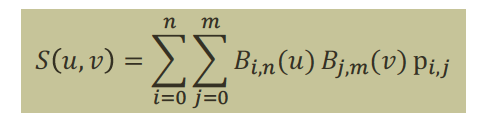 S(u, v) = ∑_{i=0}^{n} ∑_{j=0}^{m} B_{i,n}(u) B_{j,m}(v) p_{i,j}